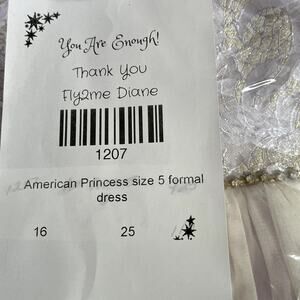 You Are Enough!
Thank You
Fly2me Diane
1207
American Princess size 5 formal
dress
16 25